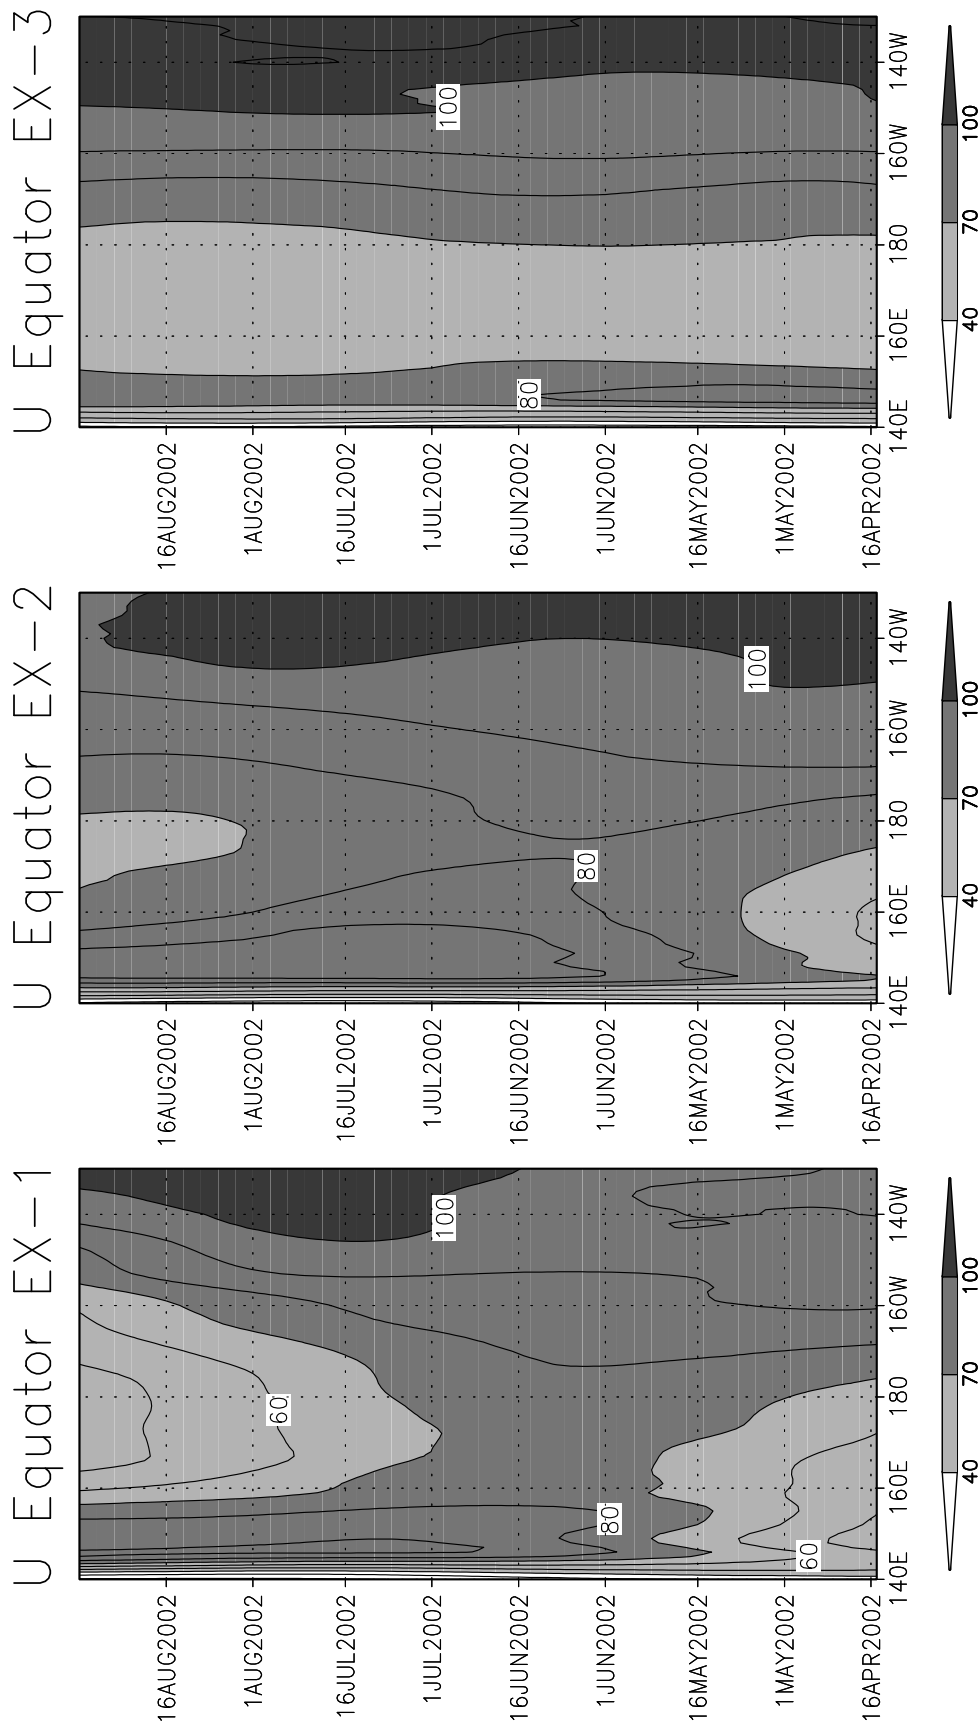 U Equator EX-1
16AUG2002
1AUG2002
60
16JUL2002
1JUL2002
100
16JUN2002
1JUN2002
80
16MAY2002
1MAY2002
60
16APR2002
140E 160E 180 160W 140W
40 70 100
U Equator EX-2
16AUG2002
1AUG2002
16JUL2002
1JUL2002
16JUN2002
80
1JUN2002
16MAY2002
100
1MAY2002
16APR2002
140E 160E 180 160W 140W
40 70 100
U Equator EX-3
16AUG2002
1AUG2002
16JUL2002
1JUL2002
100
16JUN2002
80
1JUN2002
16MAY2002
1MAY2002
16APR2002
140E 160E 180 160W 140W
40 70 100